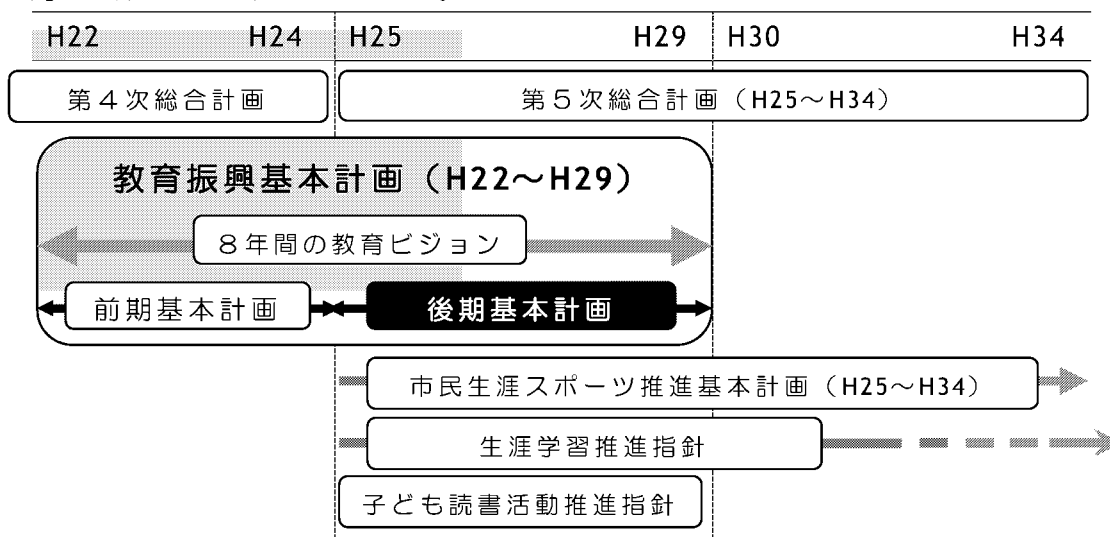 H22 H24 H25 H29 H30 H34
第4次総合計画 第5次総合計画（H25～H34）
教育振興基本計画（H22～H29）
8年間の教育ビジョン
前期基本計画 後期基本計画
市民生涯スポーツ推進基本計画（H25～H34）
生涯学習推進指針
子ども読書活動推進指針